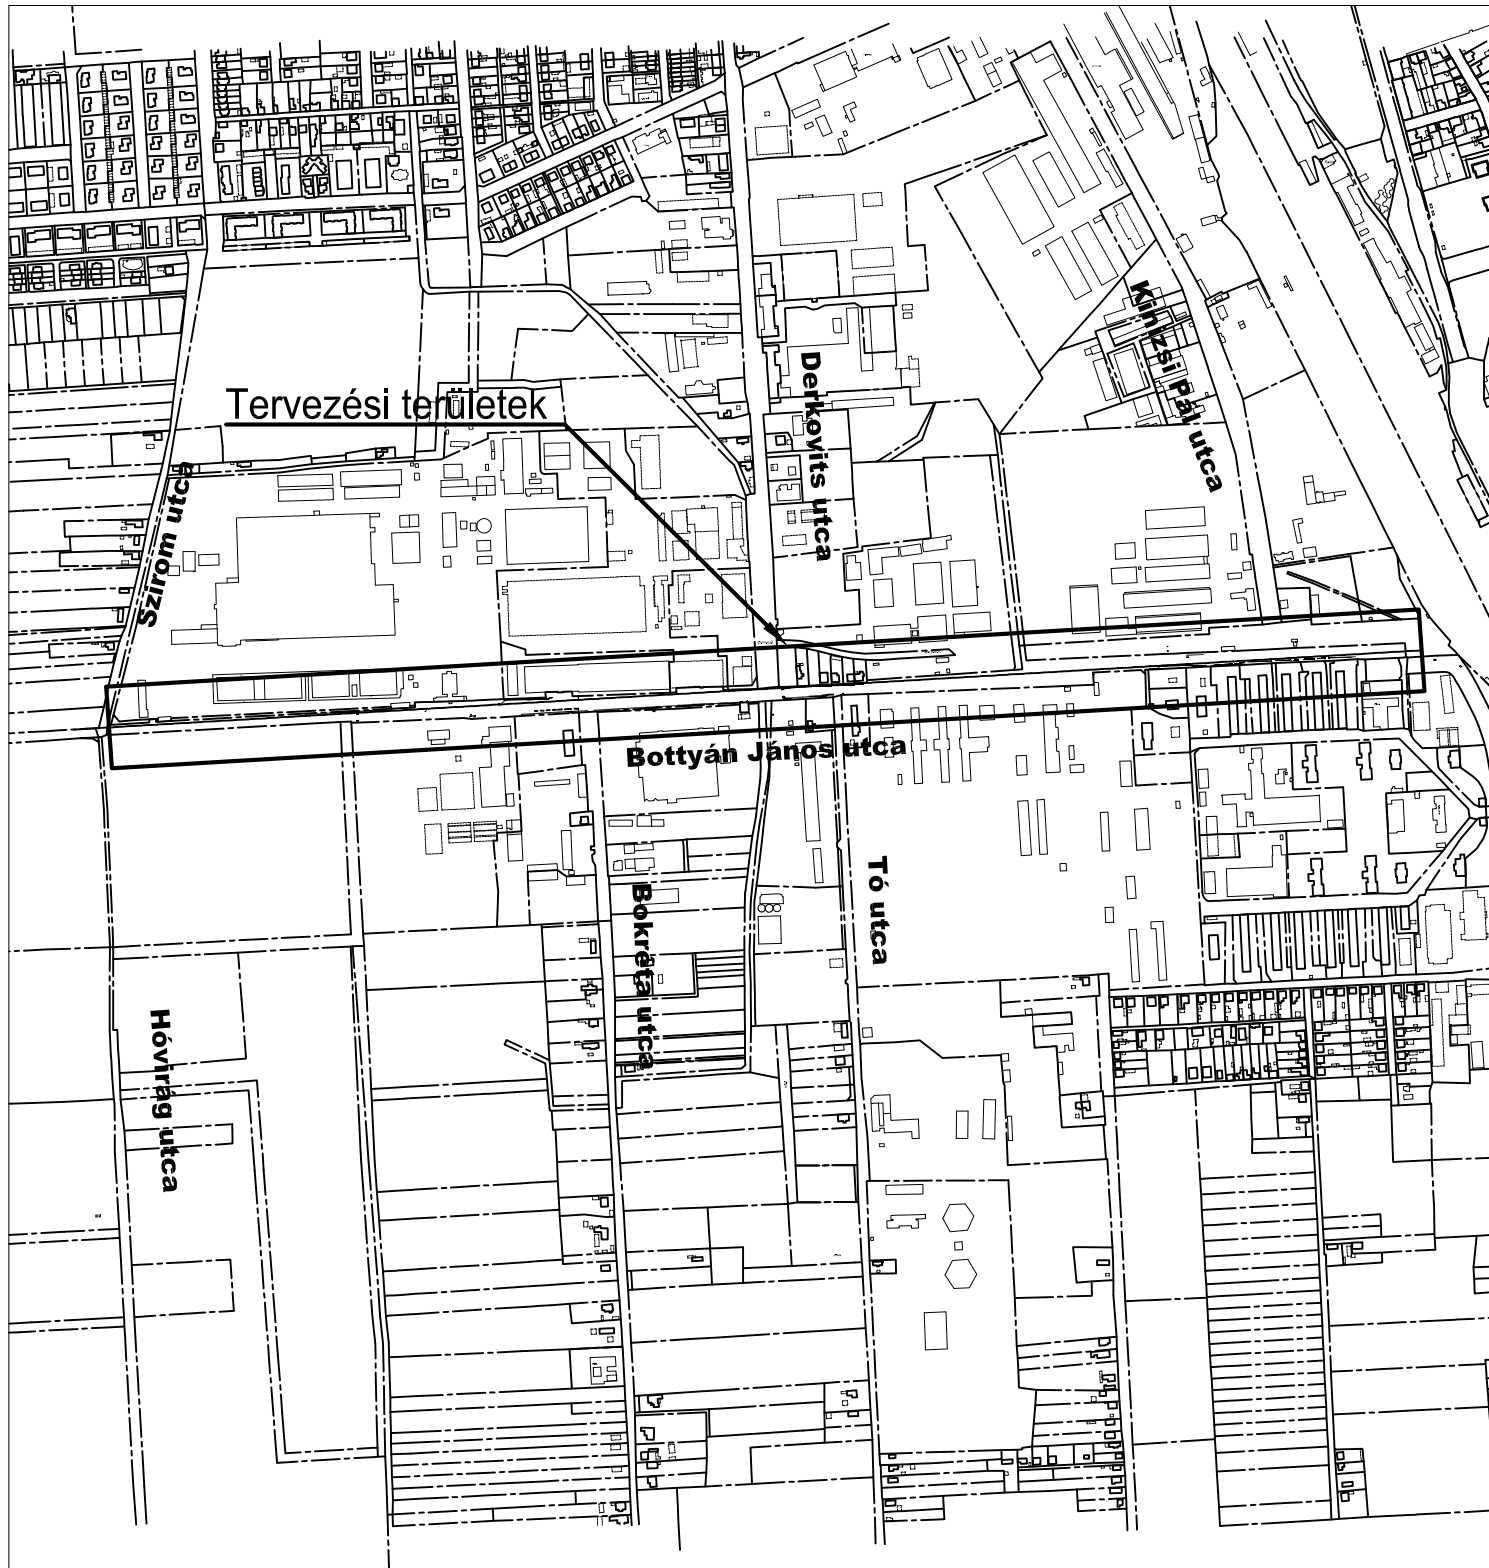 Kinizsi Pál utca
Derkovits utca
Tervezési területek
Szirom utca
Bottyán János utca
Tó utca
Bokréta utca
Hóvirág utca